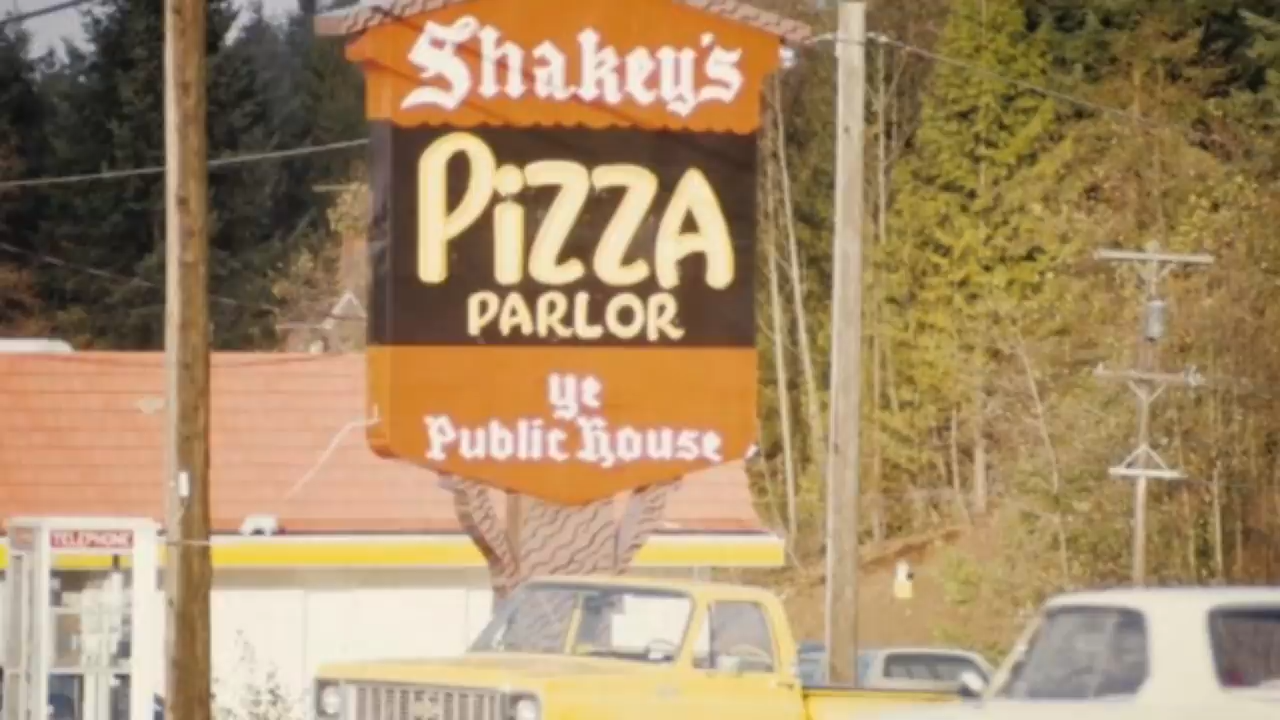 Shakey's
PiZZA
PARLOR
ye
Public House
TELEPHONE